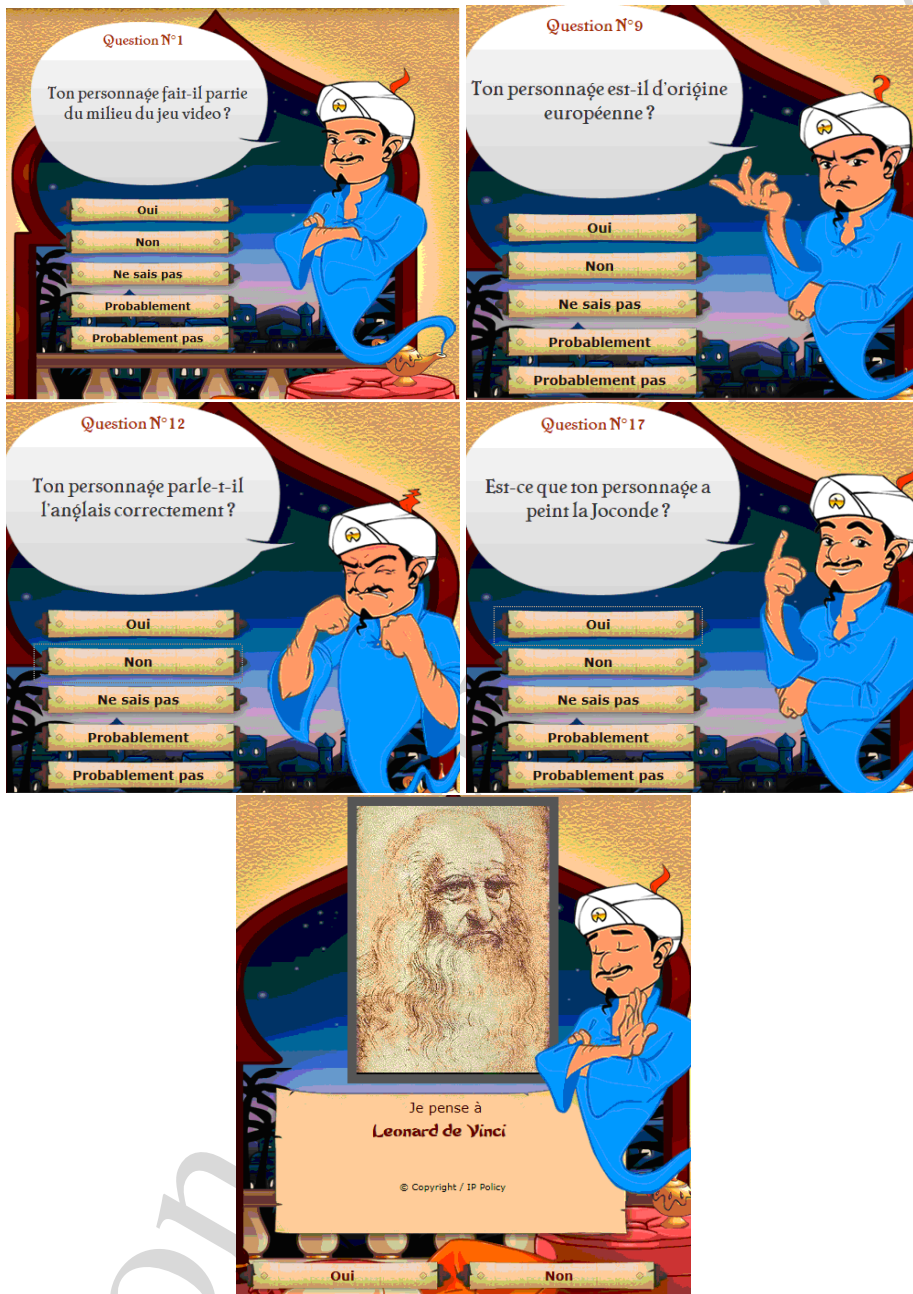 Question N°1
Ton personnage fait-il partie
du milieu du jeu video ?
Oui
Non
Ne sais pas
Probablement
Probablement pas
Question N°9
Ton personnage est-il d'origine
européenne ?
Oui
Non
Ne sais pas
Probablement
Probablement pas
Question N°12
Ton personnage parle-t-il
l'anglais correctement ?
Oui
Non
Ne sais pas
Probablement
Probablement pas
Question N°17
Est-ce que ton personnage a
peint la Joconde ?
Oui
Non
Ne sais pas
Probablement
Probablement pas
Je pense à
Leonard de Vinci
© Copyright / IP Policy
Oui
Non